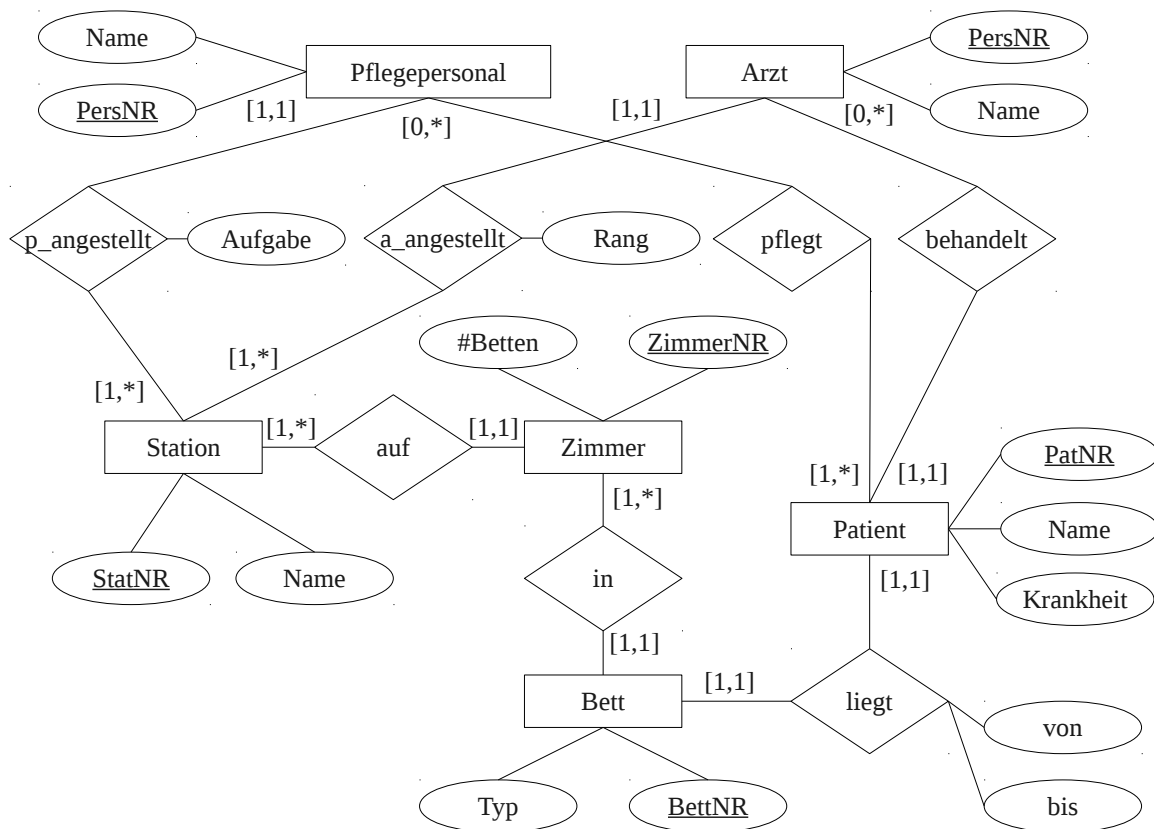 Name
PersNR
Pflegepersonal
Arzt
PersNR
Name
[1,1]
[0,*]
[1,1]
[0,*]
p_angestellt
Aufgabe
a_angestellt
Rang
pflegt
behandelt
#Betten
ZimmerNR
[1,*]
[1,*]
Station
[1,*]
auf
[1,1]
Zimmer
[1,*]
[1,*]
[1,1]
PatNR
Patient
Name
StatNR
Name
in
[1,1]
Krankheit
[1,1]
Bett
[1,1]
liegt
von
Typ
BettNR
bis